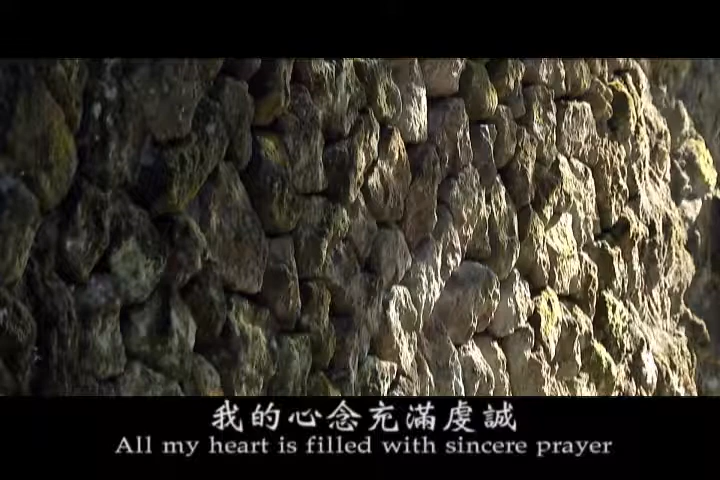 我的心念充滿虔誠
All my heart is filled with sincere prayer